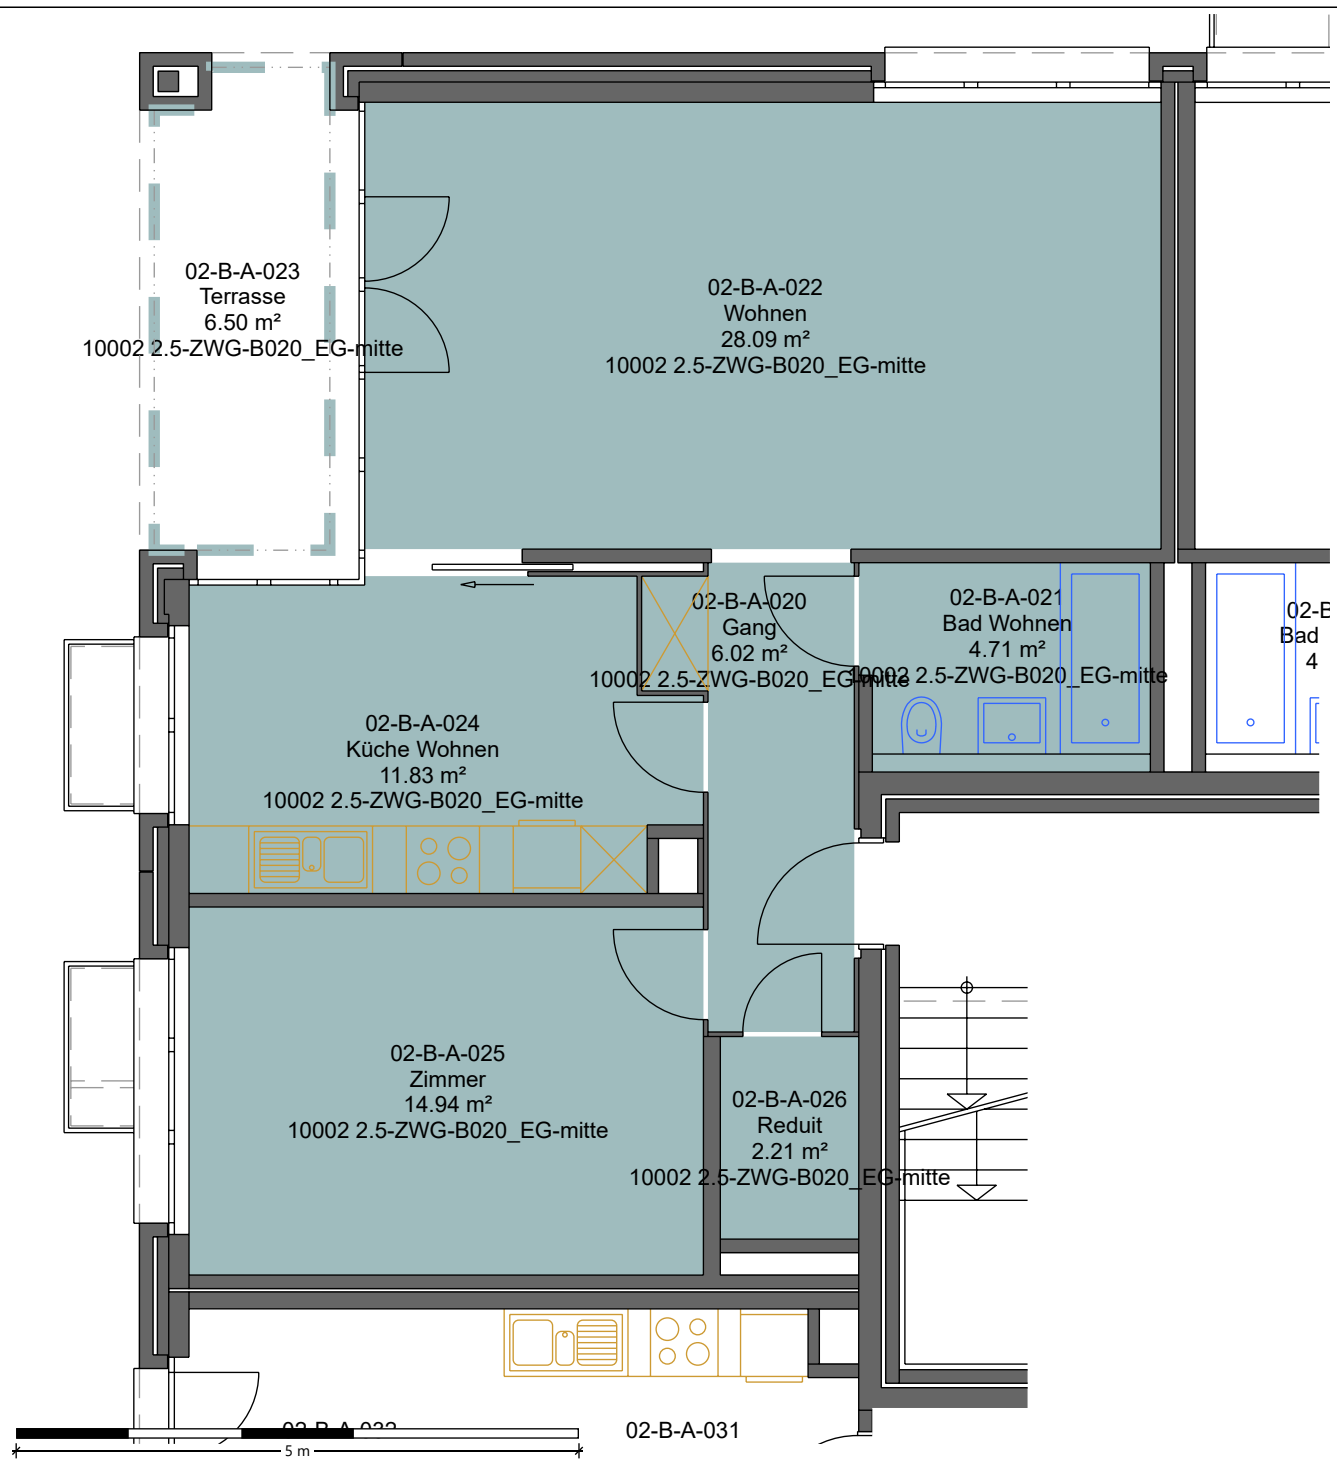 02-B-A-023
Terrasse
6.50 m²
10002 2.5-ZWG-B020_EG-mitte
02-B-A-022
Wohnen
28.09 m²
10002 2.5-ZWG-B020_EG-mitte
02-B-A-020
Gang
6.02 m²
10002 2.5-ZWG-B020_EG-mitte
02-B-A-021
Bad Wohnen
4.71 m²
10002 2.5-ZWG-B020_EG-mitte
02-B
Bad
4
02-B-A-024
Küche Wohnen
11.83 m²
10002 2.5-ZWG-B020_EG-mitte
02-B-A-025
Zimmer
14.94 m²
10002 2.5-ZWG-B020_EG-mitte
02-B-A-026
Reduit
2.21 m²
10002 2.5-ZWG-B020_EG-mitte
02-B-A-032
02-B-A-031
5 m